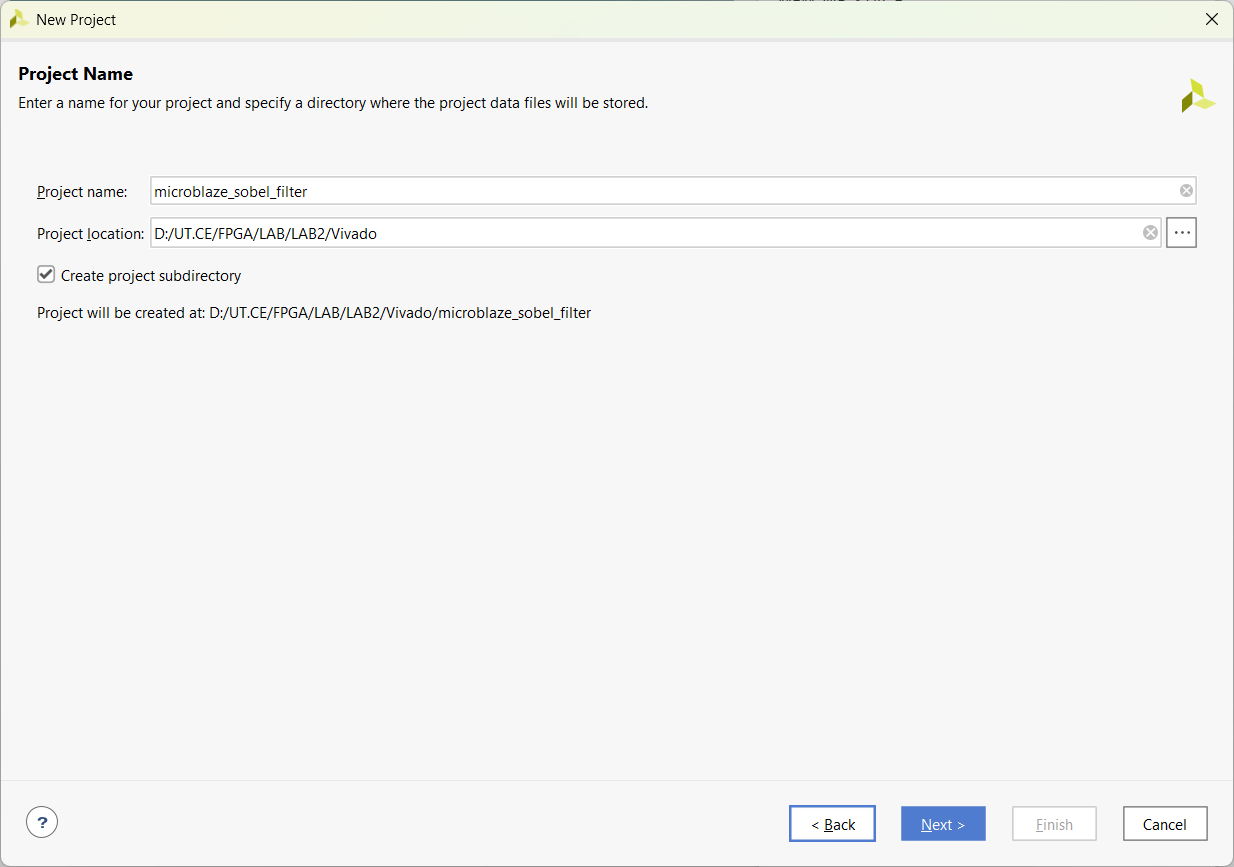 New Project
Project Name
Enter a name for your project and specify a directory where the project data files will be stored.
Project name: microblaze_sobel_filter
Project location: D:/UT.CE/FPGA/LAB/LAB2/Vivado
Create project subdirectory
Project will be created at: D:/UT.CE/FPGA/LAB/LAB2/Vivado/microblaze_sobel_filter
? < Back Next > Finish Cancel